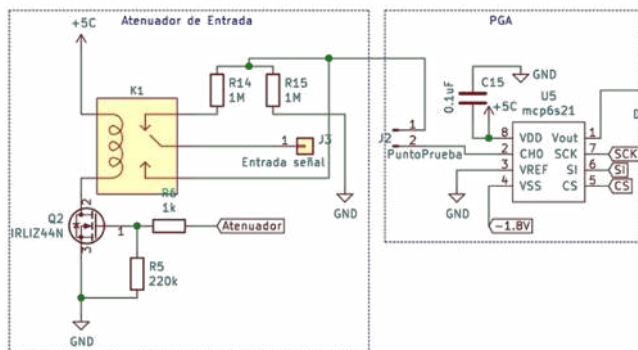 Atenuador de Entrada
+5C
K1
R14
1M
R15
1M
1
J3
Entrada señal
R6
1k
Q2
IRLIZ44N
2
1
3
Atenuador
R5
220k
GND
GND
PGA
1
J2
2
PuntoPrueba
0.1uF
C15
GND
+5C
U5
mcp6s21
8
VDD
Vout
1
2
CH0
SCK
7
SCK
3
VREF
SI
6
SI
4
VSS
CS
5
CS
GND
-1.8V